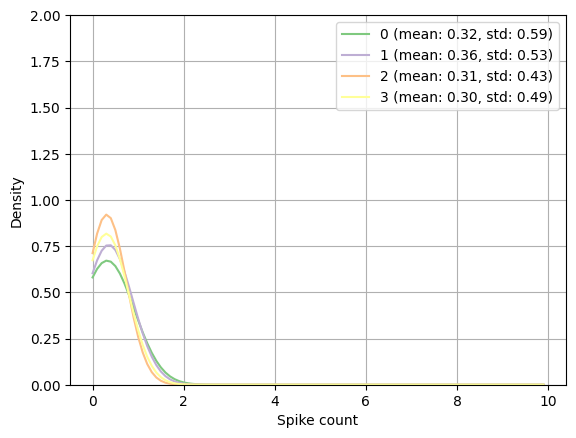 2.00
1.75
1.50
1.25
1.00
0.75
0.50
0.25
0.00
Density
0 (mean: 0.32, std: 0.59)
1 (mean: 0.36, std: 0.53)
2 (mean: 0.31, std: 0.43)
3 (mean: 0.30, std: 0.49)
0 2 4 6 8 10
Spike count